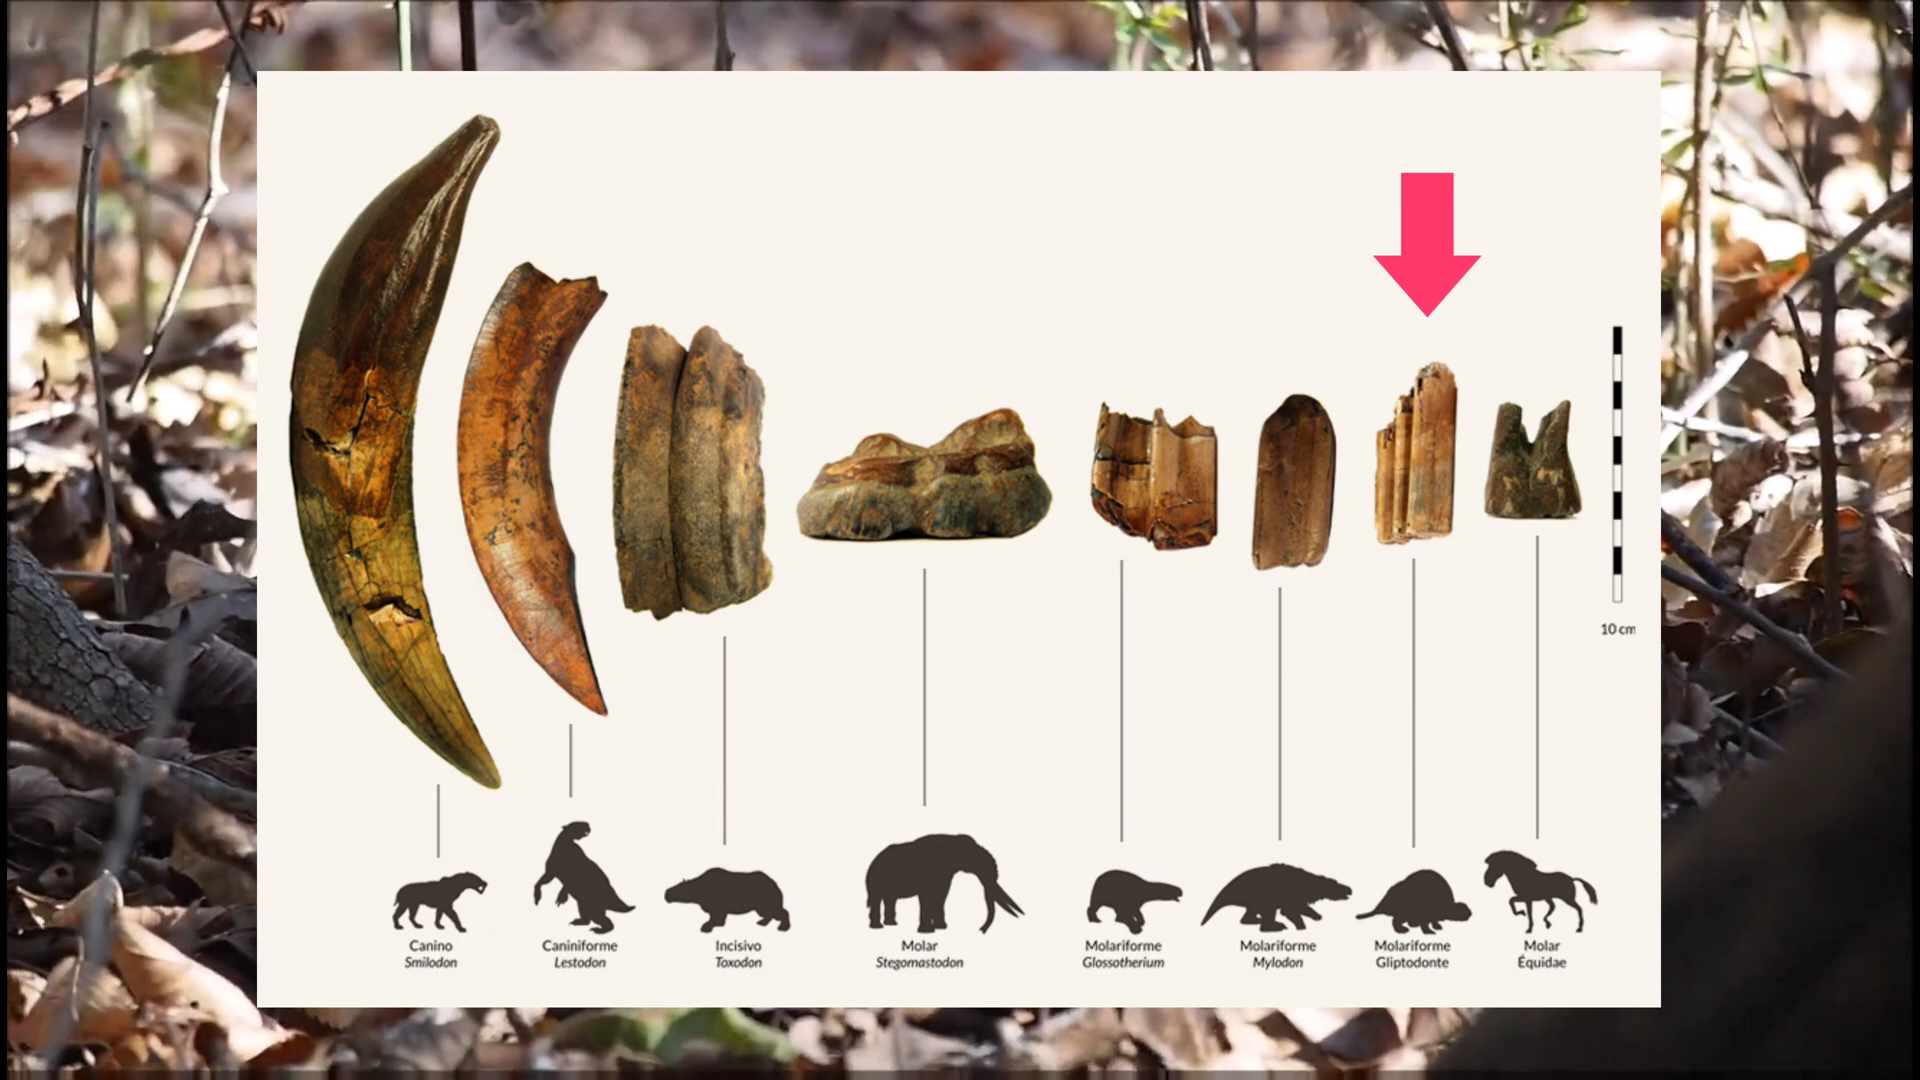 10 cm
Canino
Smilodon
Caniniforme
Lestodon
Incisivo
Toxodon
Molar
Stegomastodon
Molariforme
Glossotherium
Molariforme
Mylodon
Molariforme
Gliptodonte
Molar
Équidae